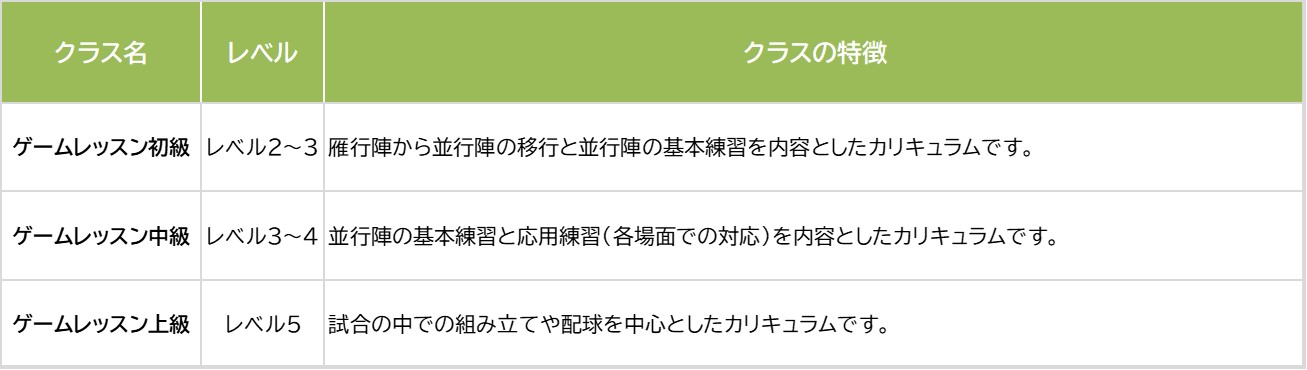 クラス名 レベル クラスの特徴
ゲームレッスン初級 レベル2～3 雁行陣から並行陣の移行と並行陣の基本練習を内容としたカリキュラムです。
ゲームレッスン中級 レベル3～4 並行陣の基本練習と応用練習(各場面での対応)を内容としたカリキュラムです。
ゲームレッスン上級 レベル5 試合の中での組み立てや配球を中心としたカリキュラムです。